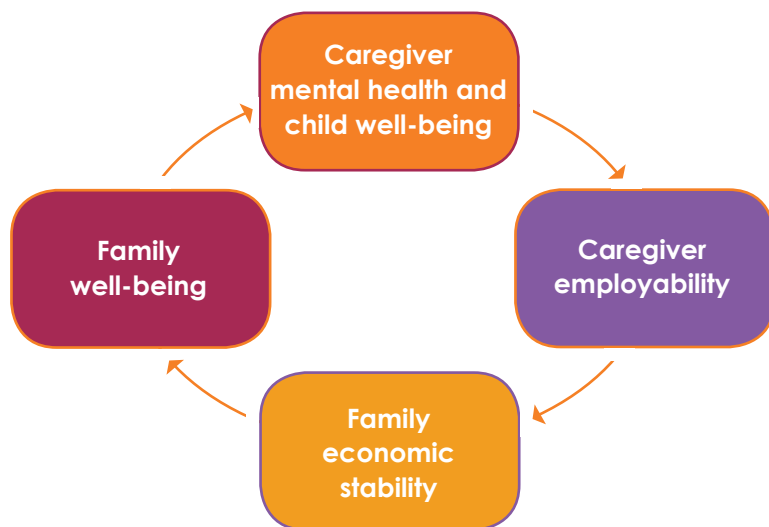 Caregiver
mental health and
child well-being
Caregiver
employability
Family
economic
stability
Family
well-being